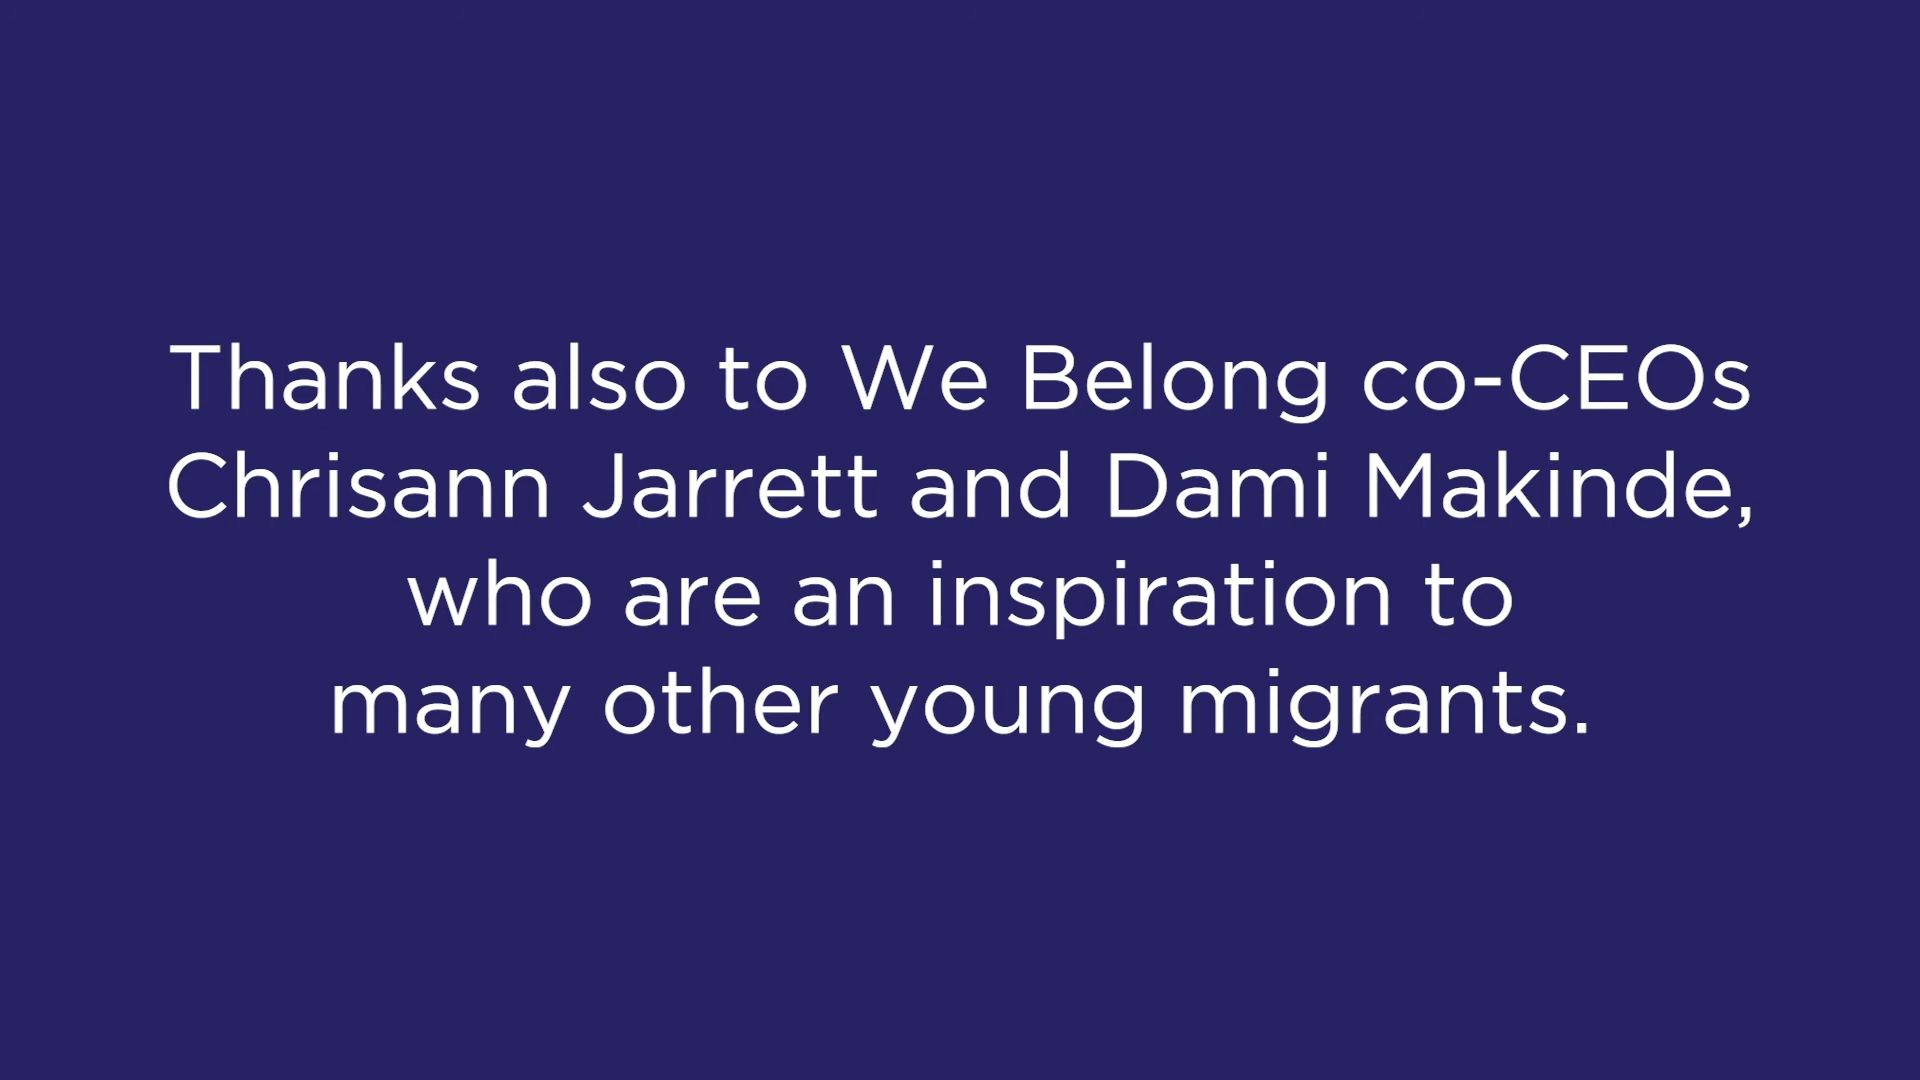 Thanks also to We Belong co-CEOs
Chrisann Jarrett and Dami Makinde,
who are an inspiration to
many other young migrants.